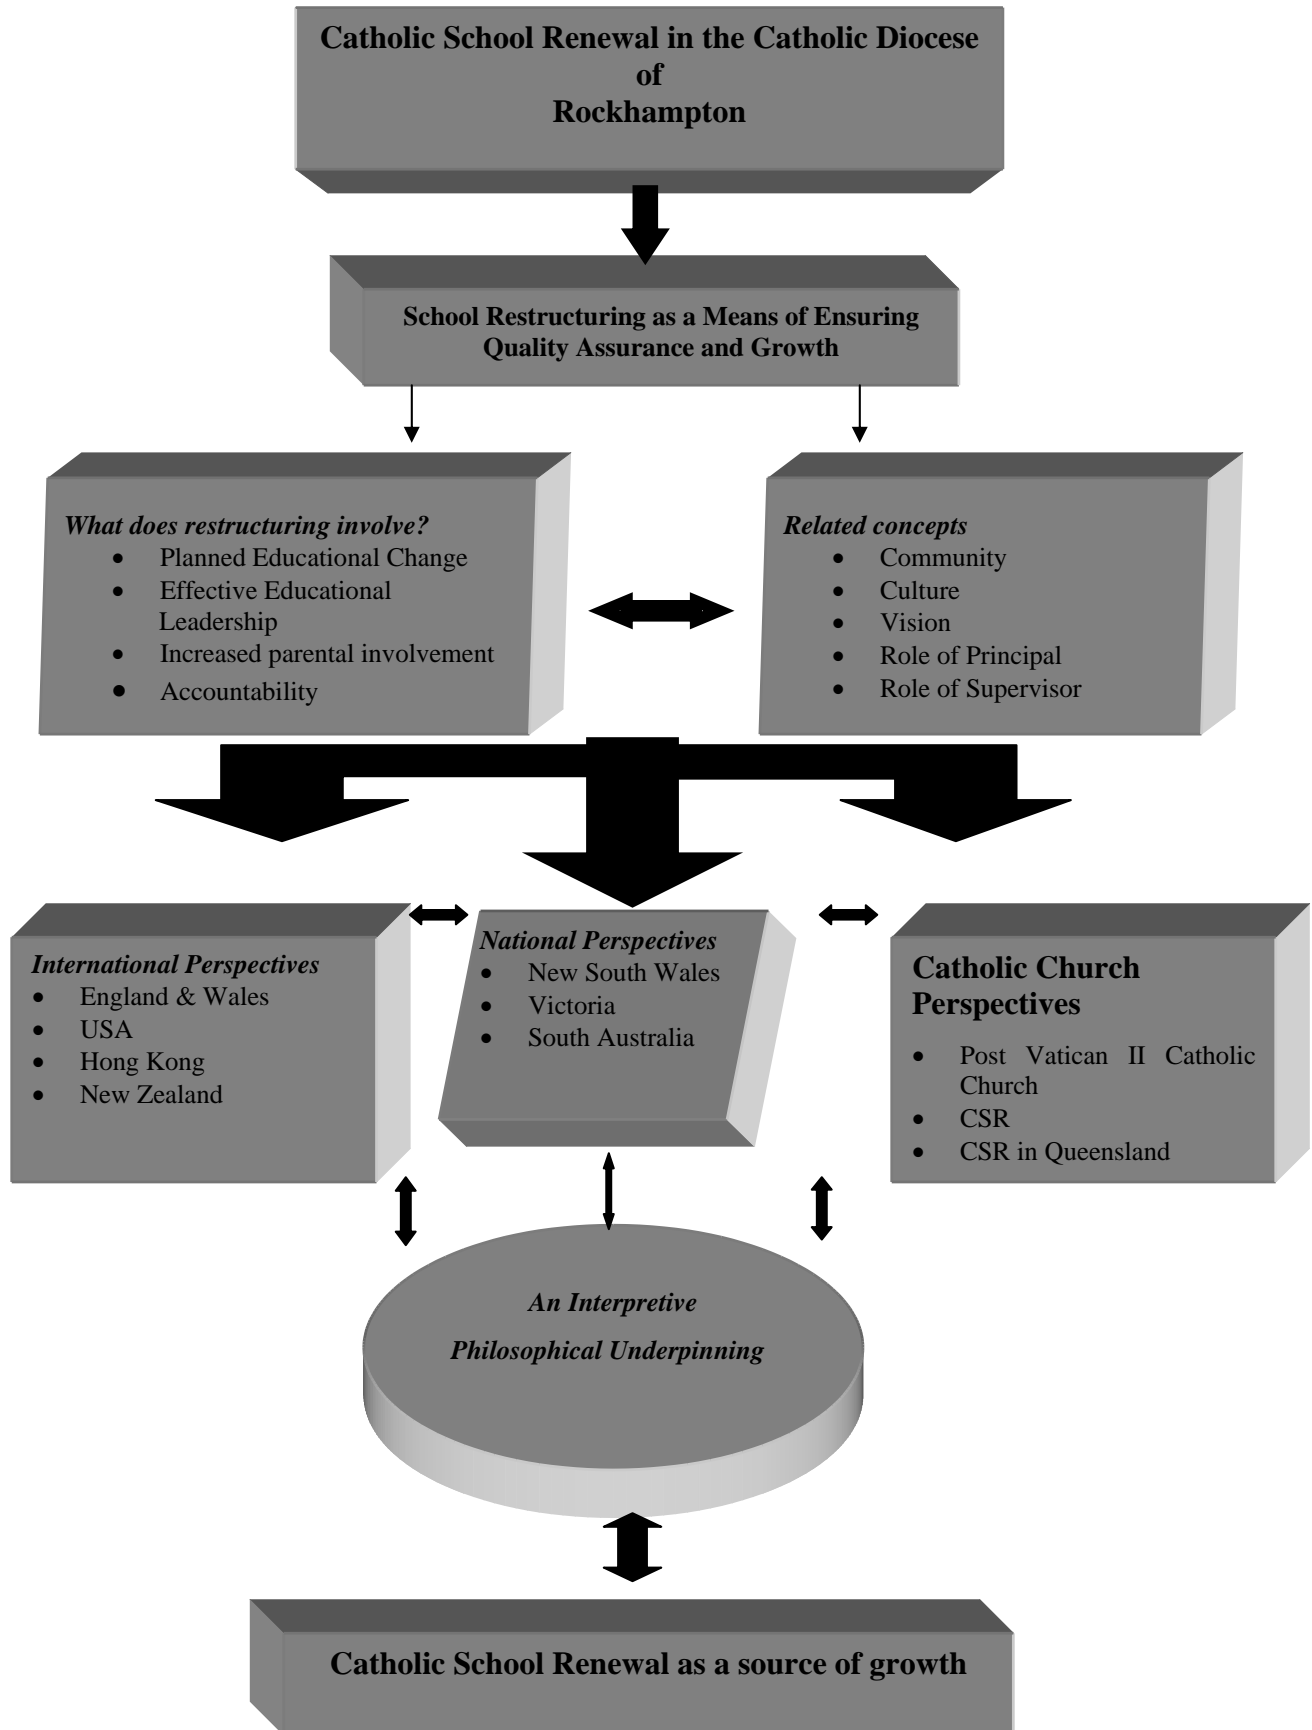 Catholic School Renewal in the Catholic Diocese
of
Rockhampton
School Restructuring as a Means of Ensuring
Quality Assurance and Growth
What does restructuring involve?
• Planned Educational Change
• Effective Educational
Leadership
• Increased parental involvement
• Accountability
Related concepts
• Community
• Culture
• Vision
• Role of Principal
• Role of Supervisor
International Perspectives
• England & Wales
• USA
• Hong Kong
• New Zealand
National Perspectives
• New South Wales
• Victoria
• South Australia
Catholic Church
Perspectives
• Post Vatican II Catholic
Church
• CSR
• CSR in Queensland
An Interpretive
Philosophical Underpinning
Catholic School Renewal as a source of growth